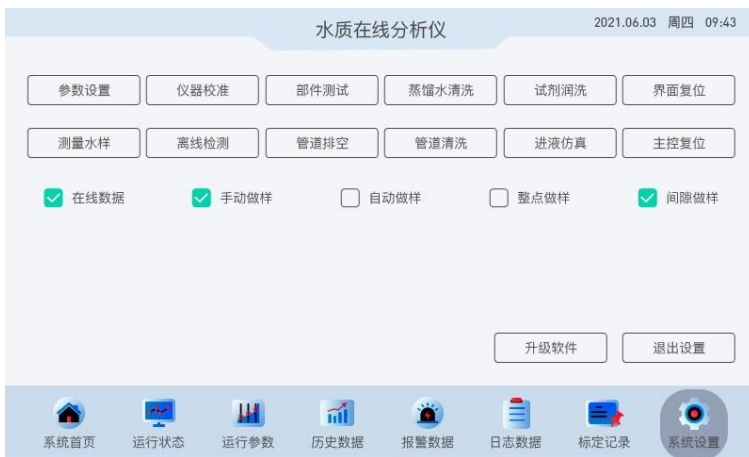 水质在线分析仪 2021.06.03 周四 09:43
参数设置 仪器校准 部件测试 蒸馏水清洗 试剂润洗 界面复位
测量水样 离线检测 管道排空 管道清洗 进液仿真 主控复位
在线数据 手动做样 自动做样 整点做样 间隙做样
升级软件 退出设置
系统首页 运行状态 运行参数 历史数据 报警数据 日志数据 标定记录 系统设置